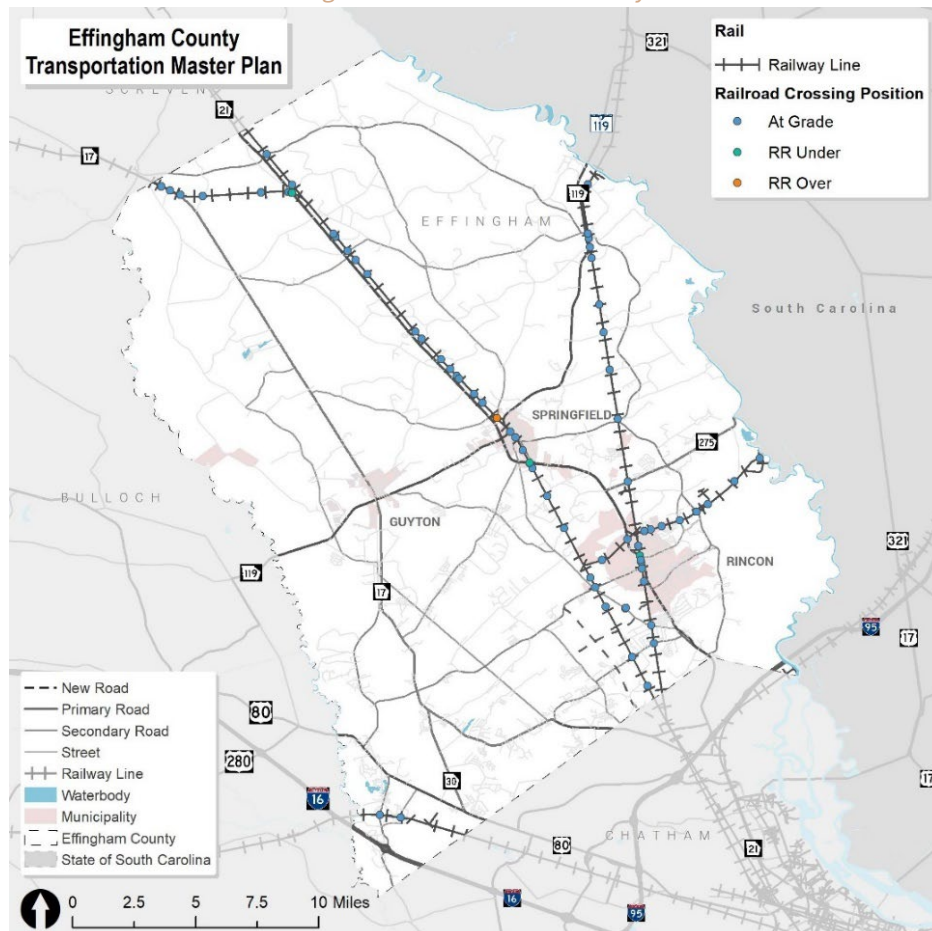 Effingham County
Transportation Master Plan
Rail
Railway Line
Railroad Crossing Position
At Grade
RR Under
RR Over
321
SCREVEN
21
119
17
119
EFFINGHAM
South Carolina
SPRINGFIELD
275
BULLOCH
GUYTON
321
RINCON
119
17
95
17
New Road
Primary Road
Secondary Road
Street
Railway Line
Waterbody
Municipality
Effingham County
State of South Carolina
80
280
16
30
17
CHATHAM
80
21
16
95
0 2.5 5 7.5 10 Miles